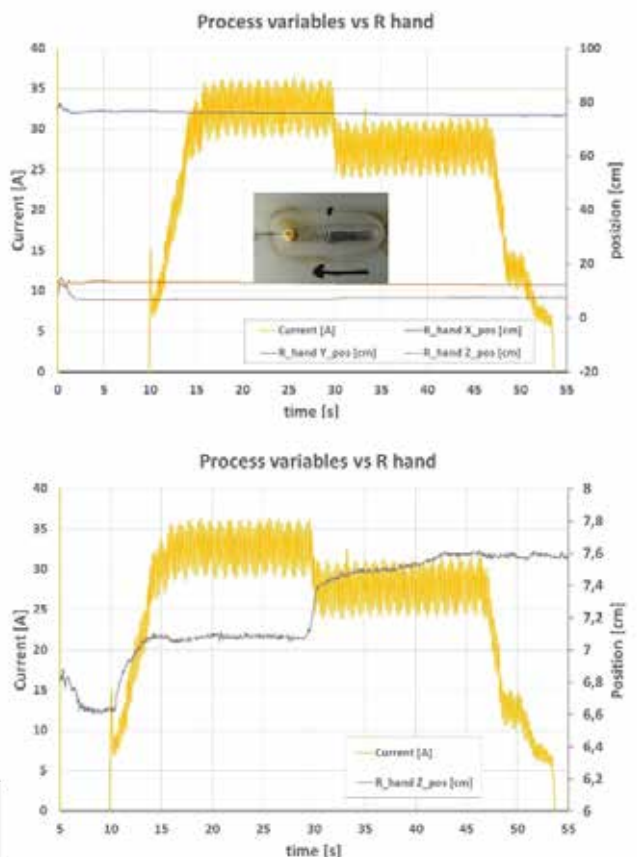 Process variables vs R hand
40
35
30
25
20
15
10
5
0
Current [A]
100
80
60
40
20
0
-20
posizion [cm]
Current [A]
R_hand X_pos [cm]
R_hand Y_pos [cm]
R_hand Z_pos [cm]
0 5 10 15 20 25 30 35 40 45 50 55
time [s]
Process variables vs R hand
40
35
30
25
20
15
10
5
0
Current [A]
8
7,8
7,6
7,4
7,2
7
6,8
6,6
6,4
6,2
6
Position [cm]
Current [A]
R_hand Z_pos [cm]
5 10 15 20 25 30 35 40 45 50 55
time [s]